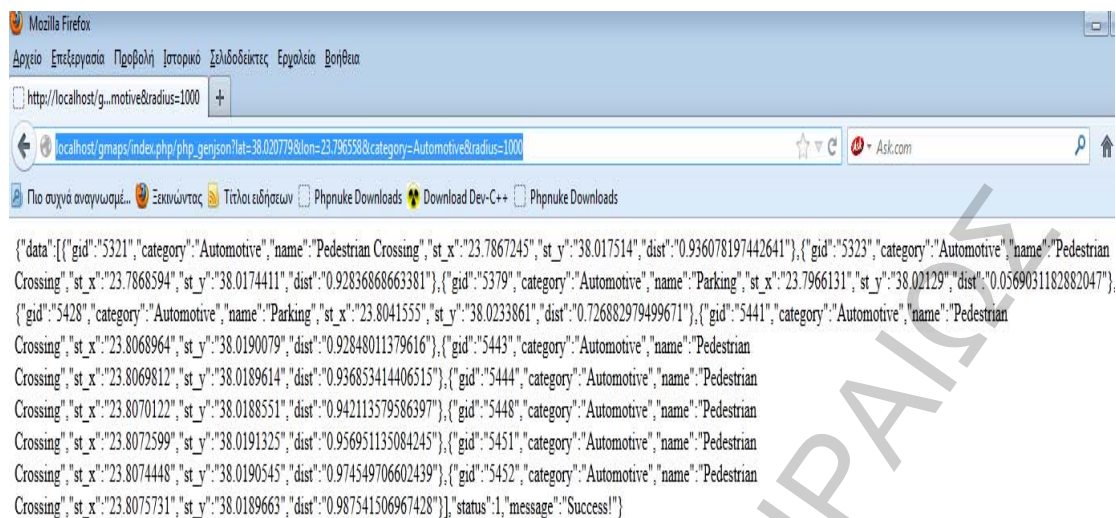 Mozilla Firefox
Αρχείο Επεξεργασία Προβολή Ιστορικό Σελιδοδείκτες Εργαλεία Βοήθεια
http://localhost/g...motive&radius=1000 +
localhost/gmaps/index.php/php_genjson?lat=38.020779&lon=23.796558&category=Automotive&radius=1000 Ask.com
Πιο συχνά αναγνωσμέ... Ξεκινώντας Τίτλοι ειδήσεων Phpnuke Downloads Download Dev-C++ Phpnuke Downloads
{"data":[{"gid":"5321","category":"Automotive","name":"Pedestrian Crossing","st_x":"23.7867245","st_y":"38.017514","dist":"0.936078197442641"},{"gid":"5323","category":"Automotive","name":"Pedestrian
Crossing","st_x":"23.7868594","st_y":"38.0174411","dist":"0.92836868663381"},{"gid":"5379","category":"Automotive","name":"Parking","st_x":"23.7966131","st_y":"38.02129","dist":"0.0569031182882047"},
{"gid":"5428","category":"Automotive","name":"Parking","st_x":"23.8041555","st_y":"38.0233861","dist":"0.726882979499671"},{"gid":"5441","category":"Automotive","name":"Pedestrian
Crossing","st_x":"23.8068964","st_y":"38.0190079","dist":"0.92848011379616"},{"gid":"5443","category":"Automotive","name":"Pedestrian
Crossing","st_x":"23.8069812","st_y":"38.0189614","dist":"0.936853414406515"},{"gid":"5444","category":"Automotive","name":"Pedestrian
Crossing","st_x":"23.8070122","st_y":"38.0188551","dist":"0.942113579586397"},{"gid":"5448","category":"Automotive","name":"Pedestrian
Crossing","st_x":"23.8072599","st_y":"38.0191325","dist":"0.956951135084245"},{"gid":"5451","category":"Automotive","name":"Pedestrian
Crossing","st_x":"23.8074448","st_y":"38.0190545","dist":"0.974549706602439"},{"gid":"5452","category":"Automotive","name":"Pedestrian
Crossing","st_x":"23.8075731","st_y":"38.0189663","dist":"0.987541506967428"}],"status":1,"message":"Success!"}